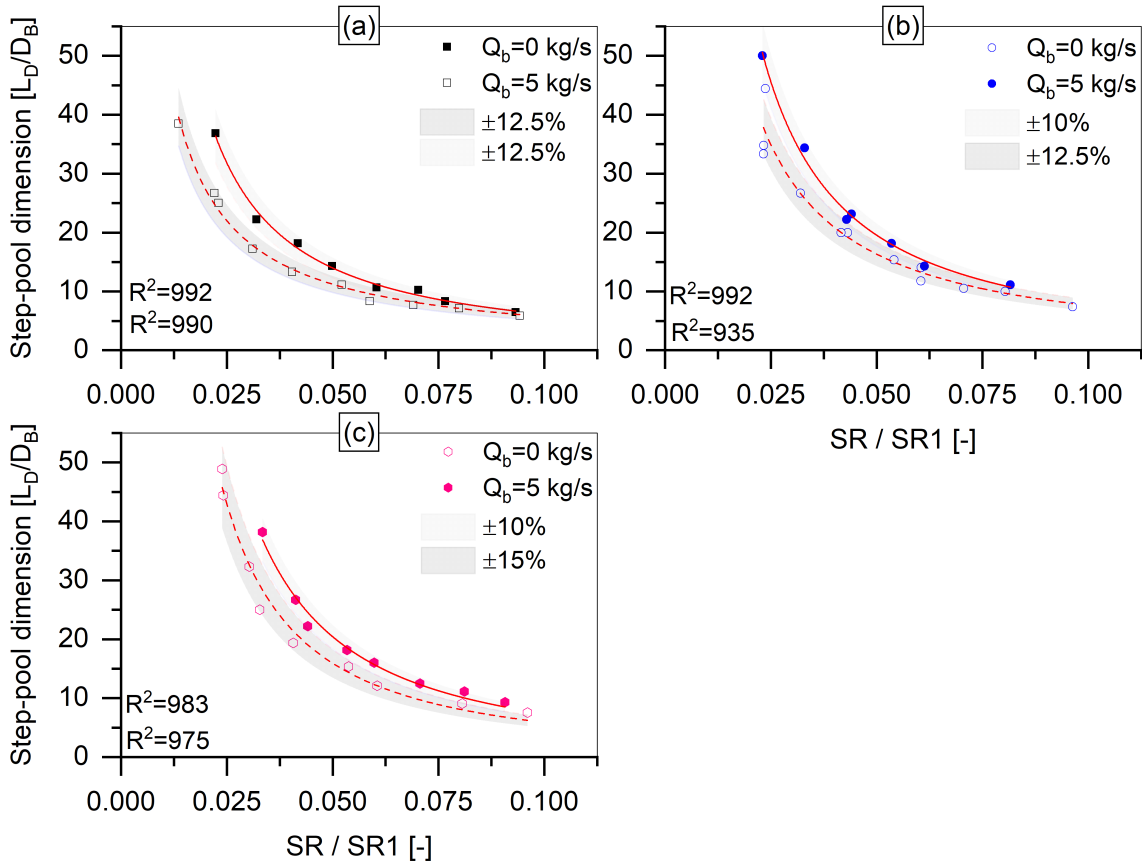 (a)
Step-pool dimension [L_D/D_B]
50
40
30
20
10
0
Q_b=0 kg/s
Q_b=5 kg/s
±12.5%
±12.5%
R²=992
R²=990
0.000 0.025 0.050 0.075 0.100
(b)
50
40
30
20
10
0
Q_b=0 kg/s
Q_b=5 kg/s
±10%
±12.5%
R²=992
R²=935
0.000 0.025 0.050 0.075 0.100
SR / SR1 [-]
(c)
Step-pool dimension [L_D/D_B]
50
40
30
20
10
0
Q_b=0 kg/s
Q_b=5 kg/s
±10%
±15%
R²=983
R²=975
0.000 0.025 0.050 0.075 0.100
SR / SR1 [-]